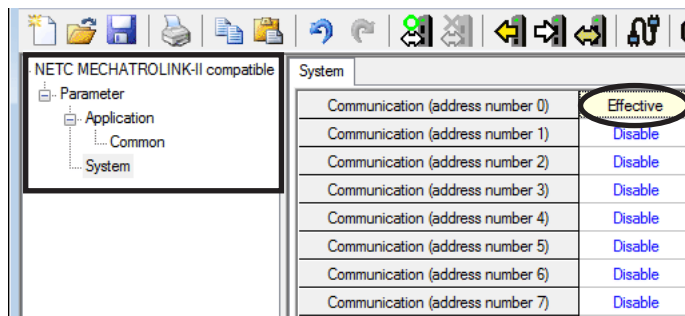 NETC MECHATROLINK-II compatible
Parameter
Application
Common
System
System
Communication (address number 0) Effective
Communication (address number 1) Disable
Communication (address number 2) Disable
Communication (address number 3) Disable
Communication (address number 4) Disable
Communication (address number 5) Disable
Communication (address number 6) Disable
Communication (address number 7) Disable